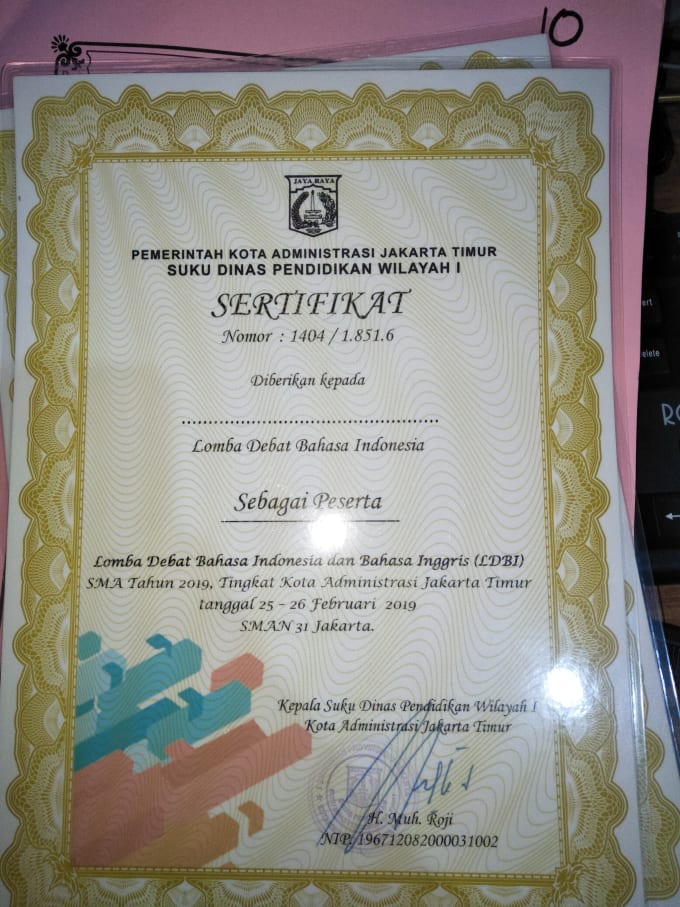 10
JAYA RAYA
PEMERINTAH KOTA ADMINISTRASI JAKARTA TIMUR
SUKU DINAS PENDIDIKAN WILAYAH I
SERTIFIKAT
Nomor : 1404 / 1.851.6
Diberikan kepada
..................................................
Lomba Debat Bahasa Indonesia
Sebagai Peserta
Lomba Debat Bahasa Indonesia dan Bahasa Inggris (LDBI)
SMA Tahun 2019, Tingkat Kota Administrasi Jakarta Timur
tanggal 25 – 26 Februari 2019
SMAN 31 Jakarta.
Kepala Suku Dinas Pendidikan Wilayah I
Kota Administrasi Jakarta Timur
H. Muh. Roji
NIP. 196712082000031002